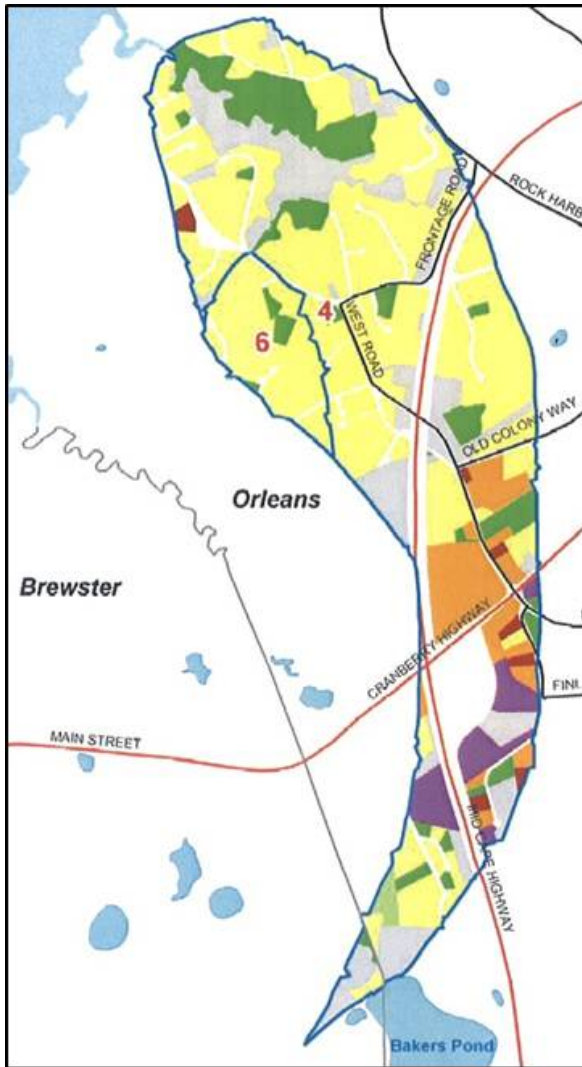 FRONTAGE ROAD
ROCK HARB
4
WEST ROAD
6
OLD COLONY WAY
Orleans
Brewster
CRANBERRY HIGHWAY
FINL
MAIN STREET
MID CAPE HIGHWAY
Bakers Pond